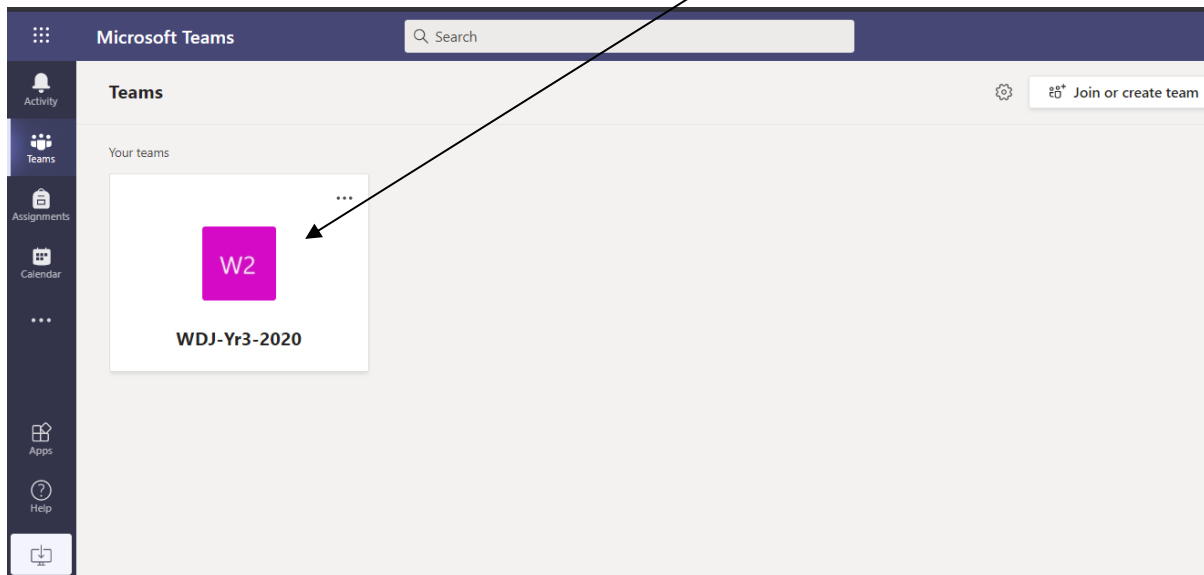 Microsoft Teams
Search
Activity
Teams
Assignments
Calendar
Apps
Help
Teams
Join or create team
Your teams
W2
WDJ-Yr3-2020